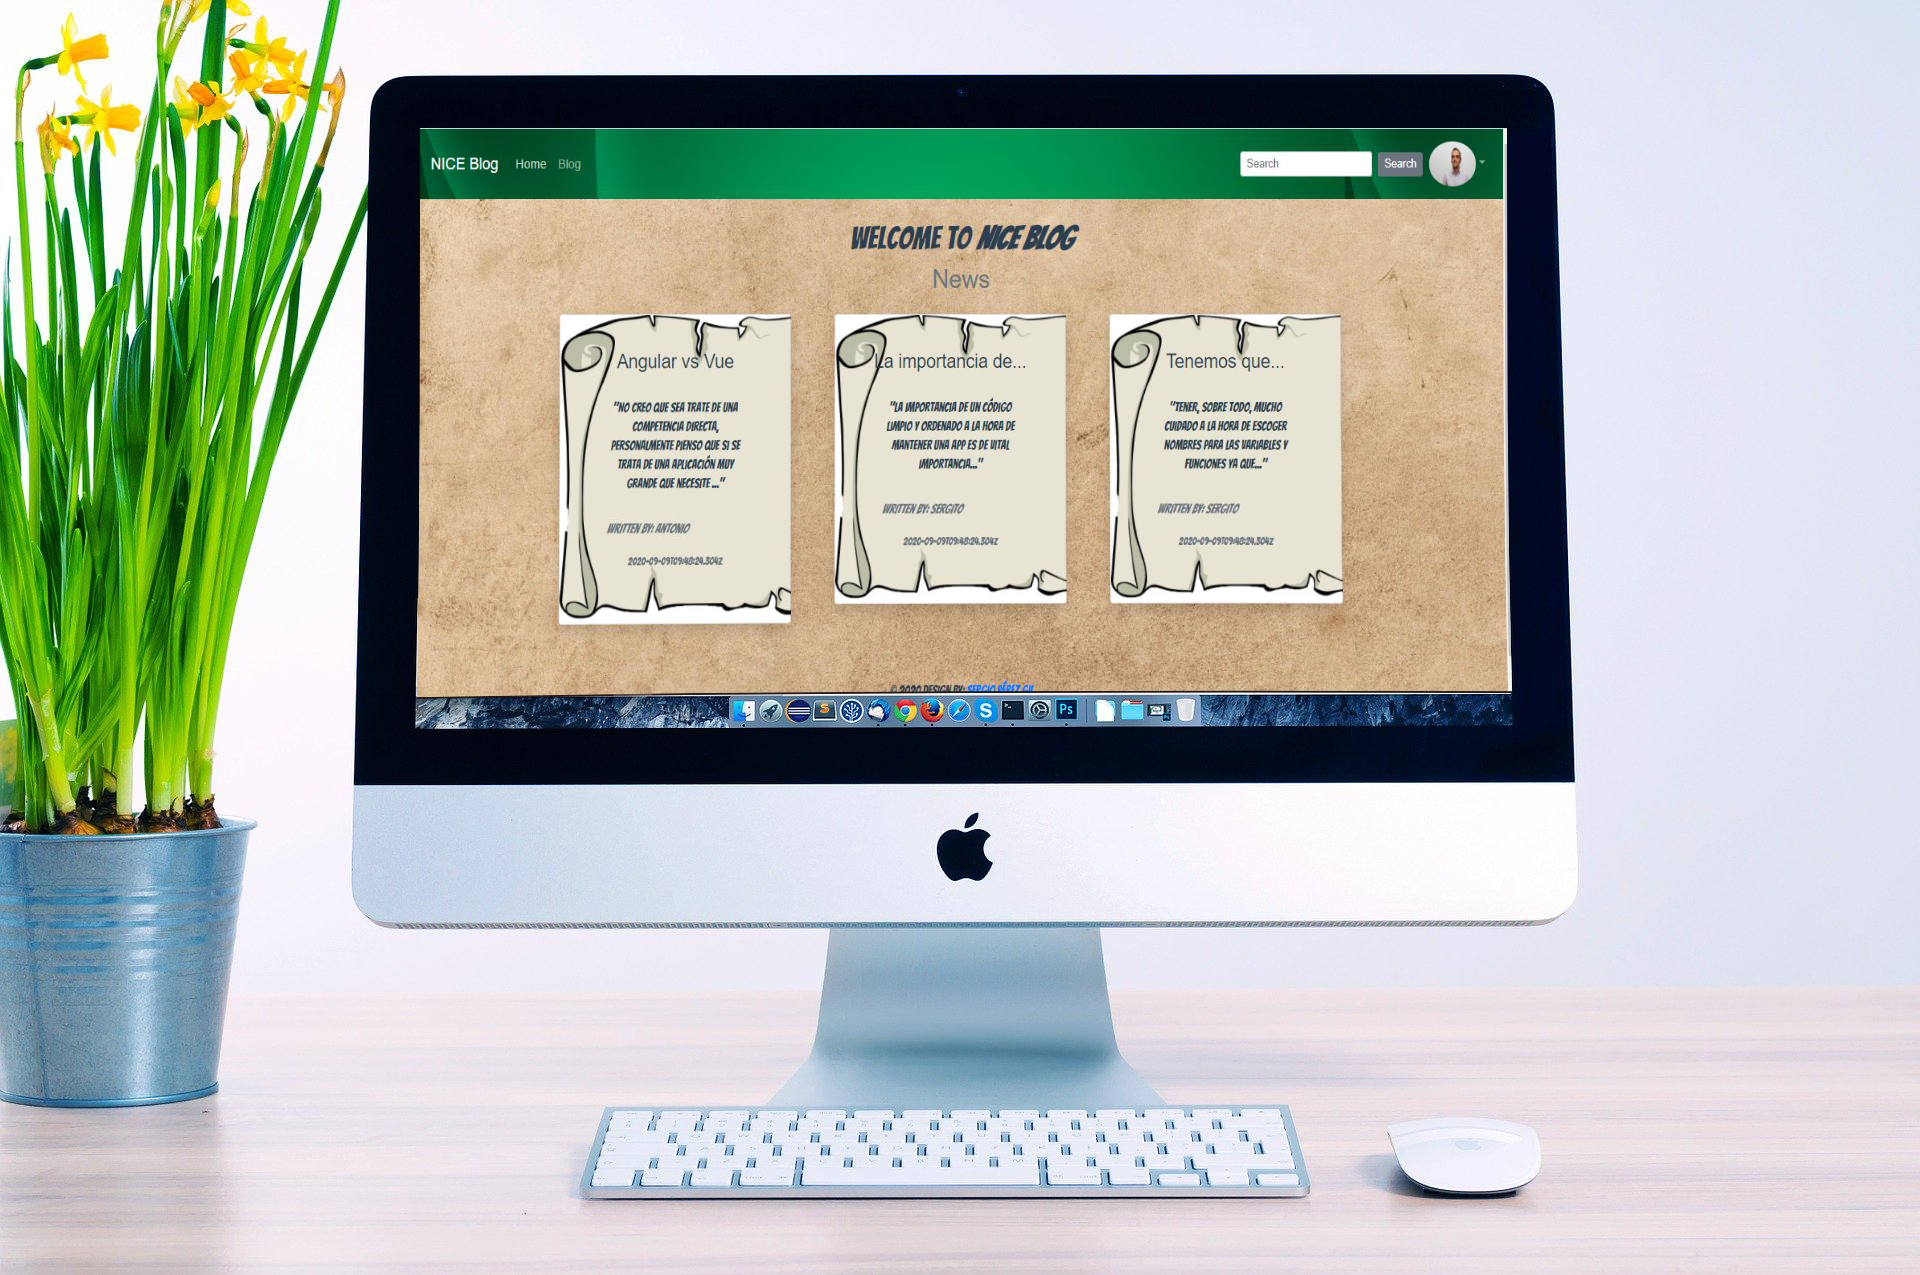 NICE Blog Home Blog
Search Search
WELCOME TO NICE BLOG
News
Angular vs Vue
"NO CREO QUE SEA TRATE DE UNA
COMPETENCIA DIRECTA,
PERSONALMENTE PIENSO QUE SI SE
TRATA DE UNA APLICACIÓN MUY
GRANDE QUE NECESITE ..."
WRITTEN BY: ANTONIO
2020-09-09T09:48:24.304Z
La importancia de...
"LA IMPORTANCIA DE UN CÓDIGO
LIMPIO Y ORDENADO A LA HORA DE
MANTENER UNA APP ES DE VITAL
IMPORTANCIA..."
WRITTEN BY: SERGITO
2020-09-09T09:48:24.304Z
Tenemos que...
"TENER, SOBRE TODO, MUCHO
CUIDADO A LA HORA DE ESCOGER
NOMBRES PARA LAS VARIABLES Y
FUNCIONES YA QUE..."
WRITTEN BY: SERGITO
2020-09-09T09:48:24.304Z
© 2020 DESIGN BY: SERGIO PÉREZ GIL
S
S
Ps